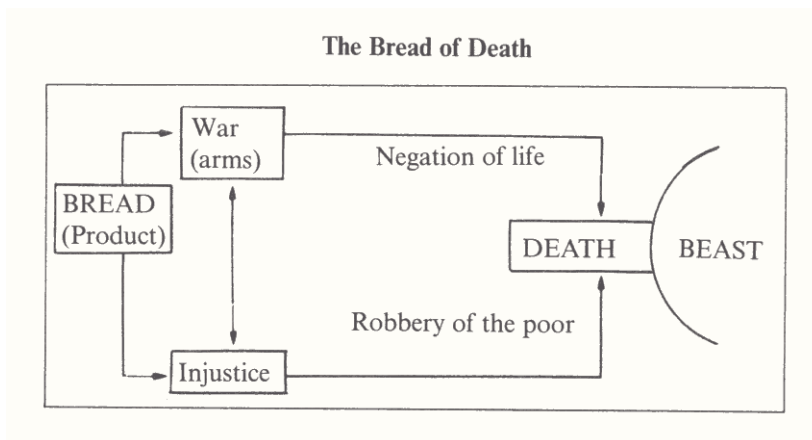 The Bread of Death
War
(arms)
Negation of life
BREAD
(Product)
DEATH
BEAST
Robbery of the poor
Injustice